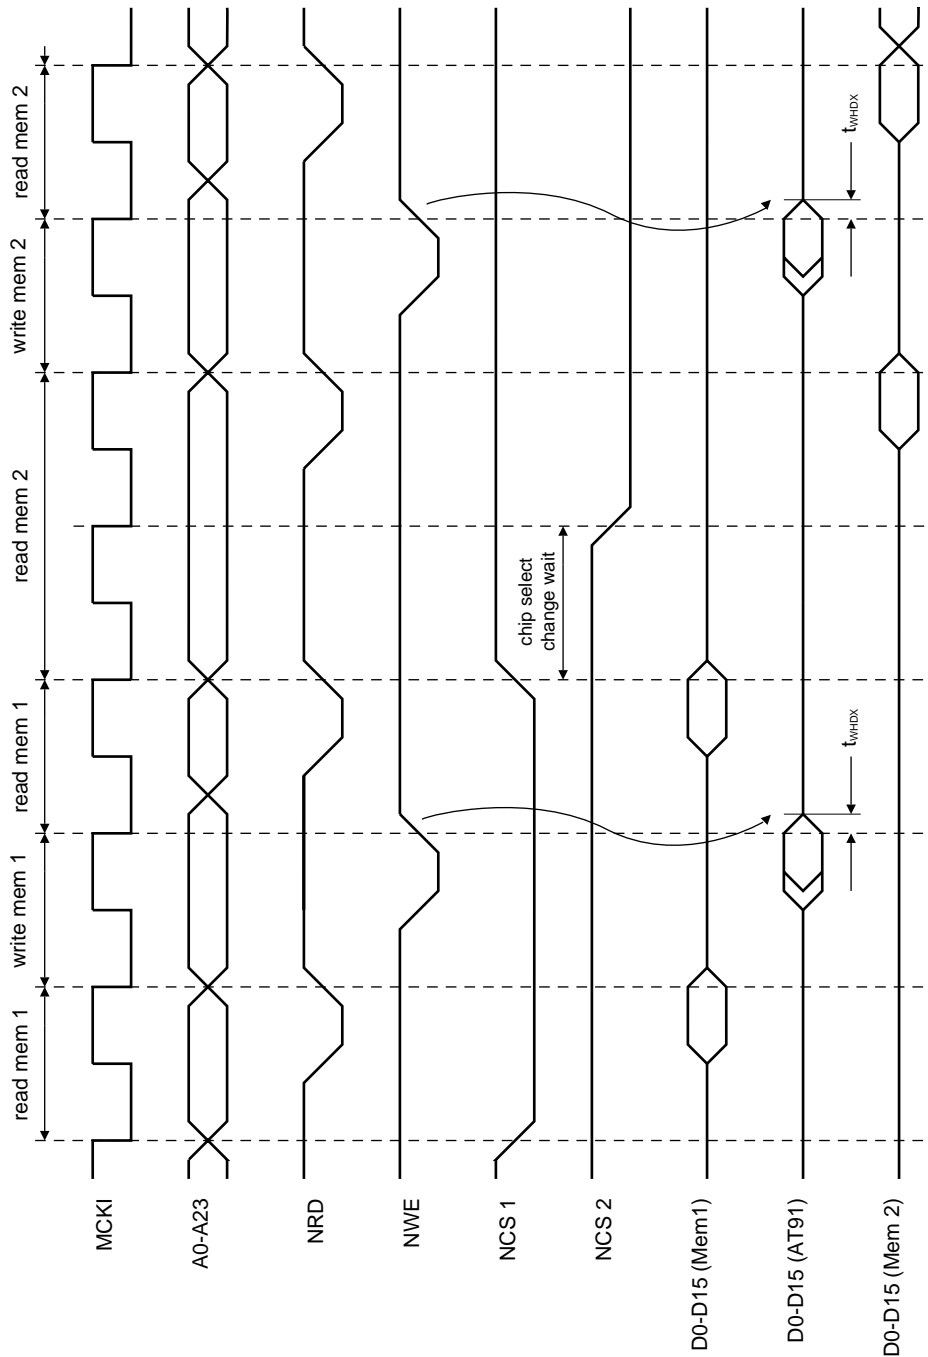 read mem 1
write mem 1
read mem 1
read mem 2
write mem 2
read mem 2
MCKI
A0-A23
NRD
NWE
NCS 1
chip select
change wait
NCS 2
D0-D15 (Mem1)
D0-D15 (AT91)
tWHDX
tWHDX
D0-D15 (Mem 2)